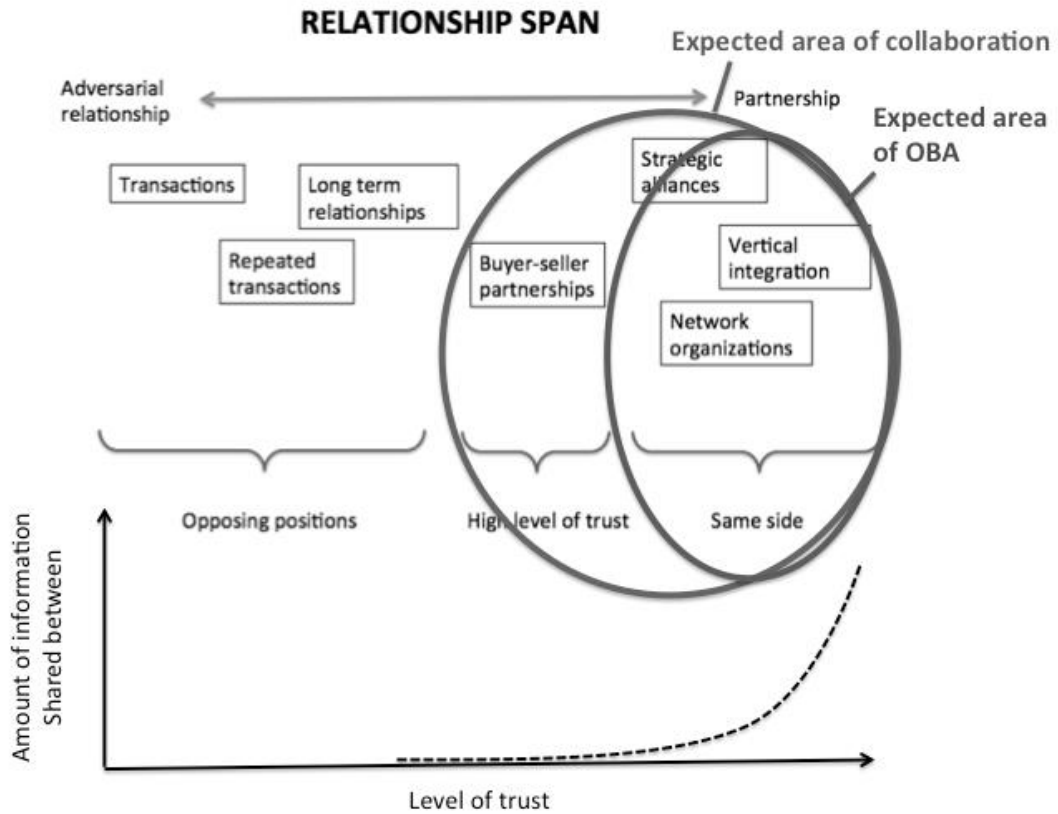 RELATIONSHIP SPAN
Expected area of collaboration
Adversarial
relationship
Partnership
Expected area
of OBA
Transactions
Long term
relationships
Strategic
alliances
Repeated
transactions
Buyer-seller
partnerships
Vertical
integration
Network
organizations
Opposing positions
High level of trust
Same side
Amount of information
Shared between
Level of trust